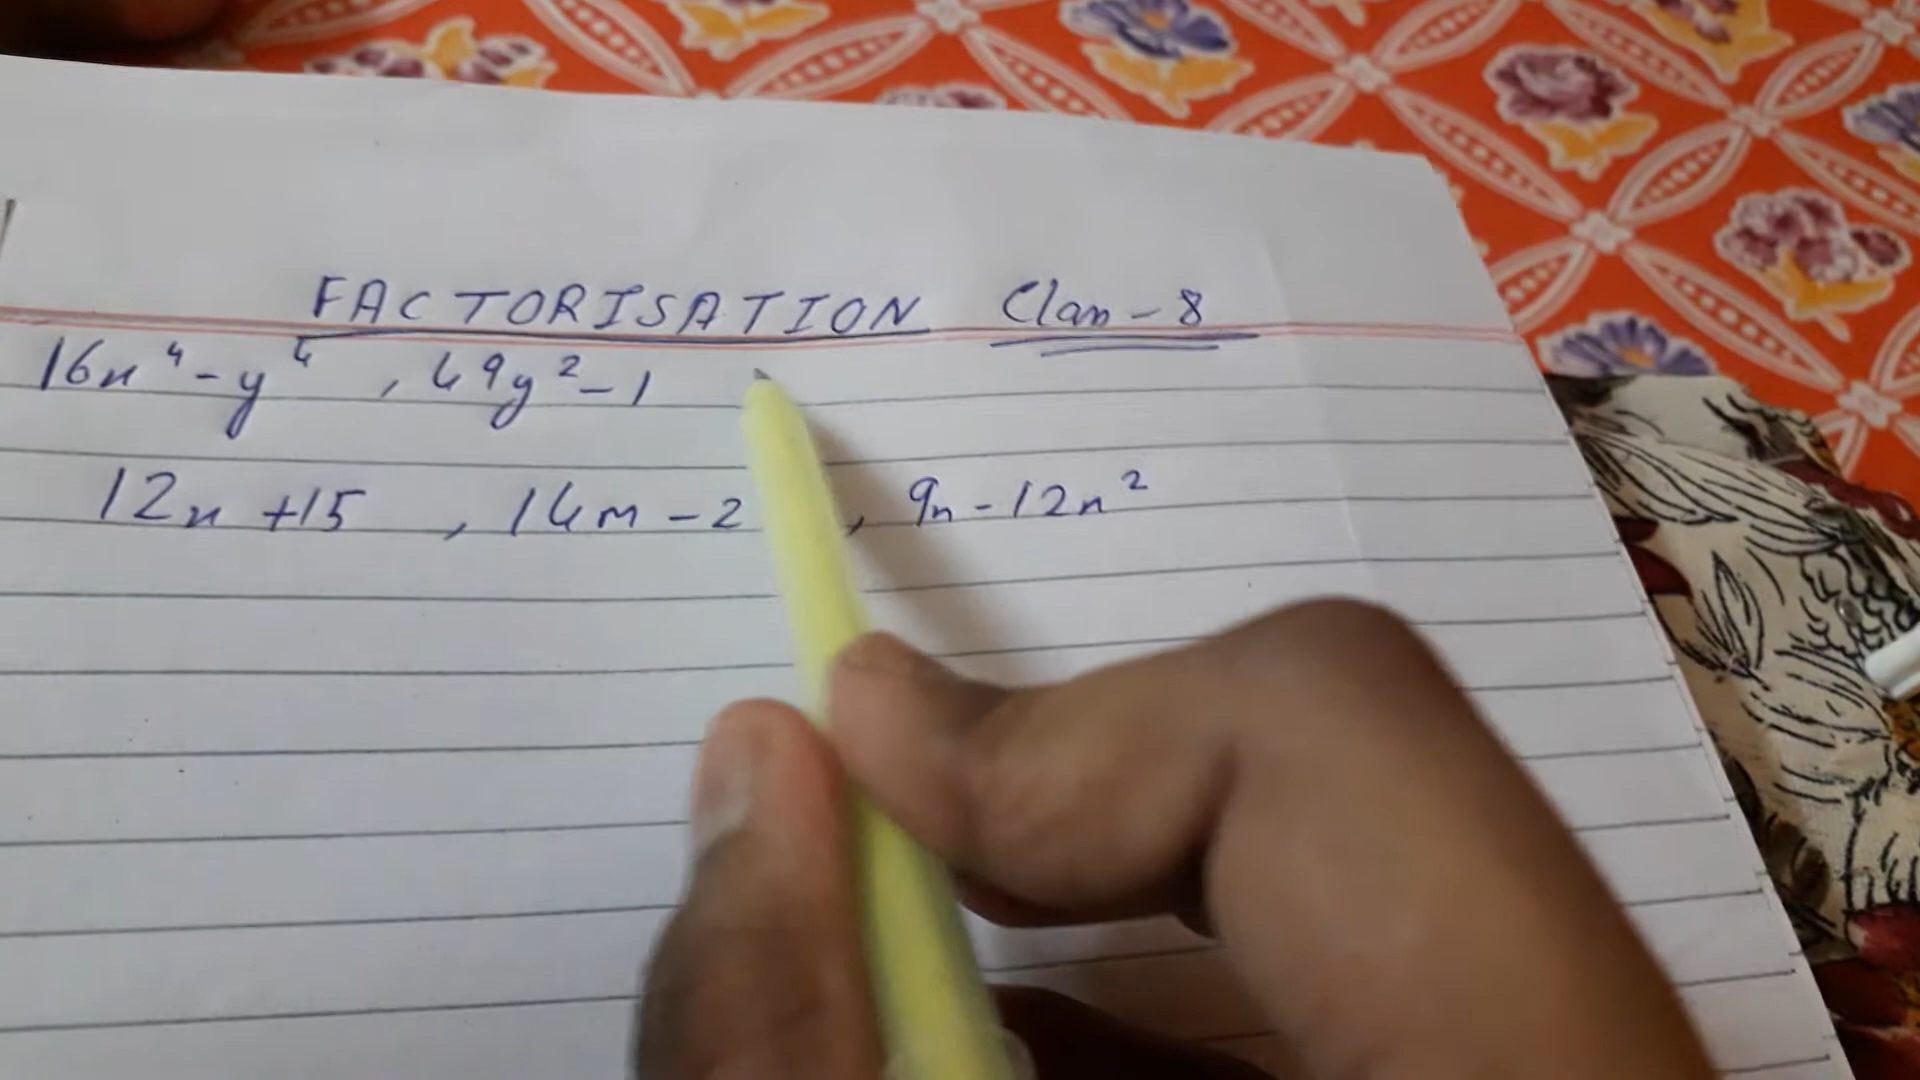 FACTORISATION Class - 8
16x⁴ - y⁴ , 49y² - 1
12x + 15 , 14m - 2 , 9n - 12n²